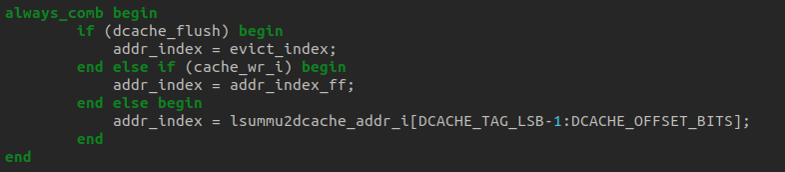 always_comb begin
        if (dcache_flush) begin
            addr_index = evict_index;
        end else if (cache_wr_i) begin
            addr_index = addr_index_ff;
        end else begin
            addr_index = lsummu2dcache_addr_i[DCACHE_TAG_LSB-1:DCACHE_OFFSET_BITS];
        end
end